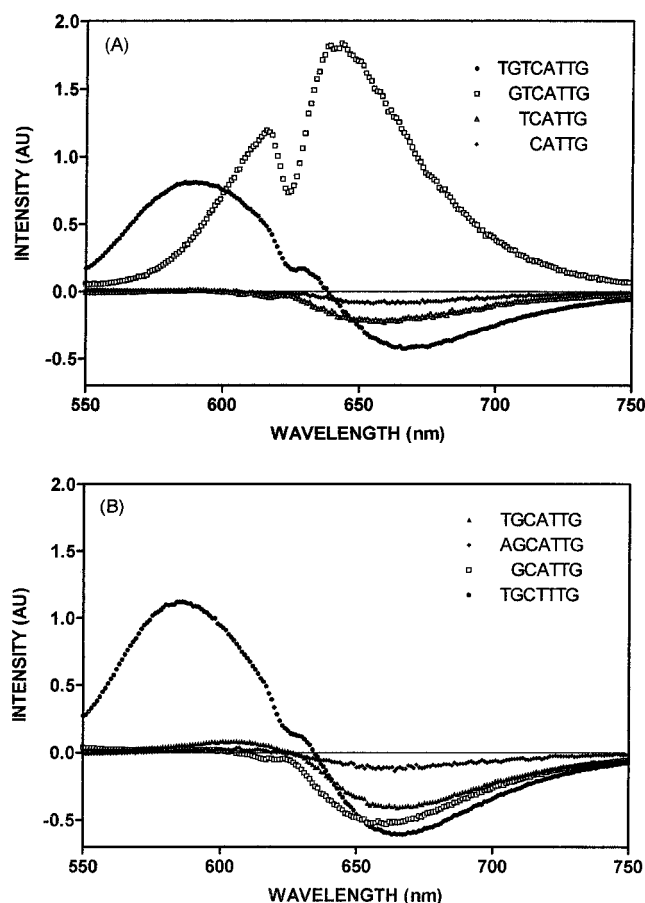 (A)
TGTCATTG
GTCATTG
TCATTG
CATTG
INTENSITY (AU)
2.0
1.5
1.0
0.5
0.0
-0.5
550
600
650
700
750
WAVELENGTH (nm)
(B)
TGCATTG
AGCATTG
GCATTG
TGCTTTG
INTENSITY (AU)
2.0
1.5
1.0
0.5
0.0
-0.5
550
600
650
700
750
WAVELENGTH (nm)